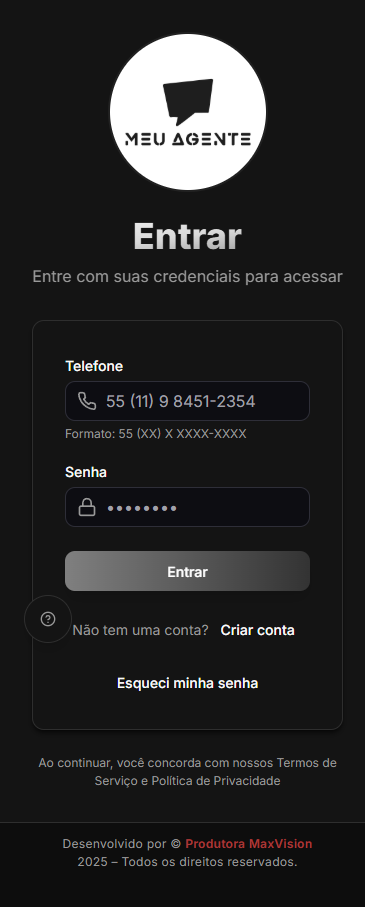 MEU AGENTE
Entrar
Entre com suas credenciais para acessar
Telefone
55 (11) 9 8451-2354
Formato: 55 (XX) X XXXX-XXXX
Senha
••••••••
Entrar
Não tem uma conta? Criar conta
Esqueci minha senha
Ao continuar, você concorda com nossos Termos de
Serviço e Política de Privacidade
Desenvolvido por © Produtora MaxVision
2025 – Todos os direitos reservados.